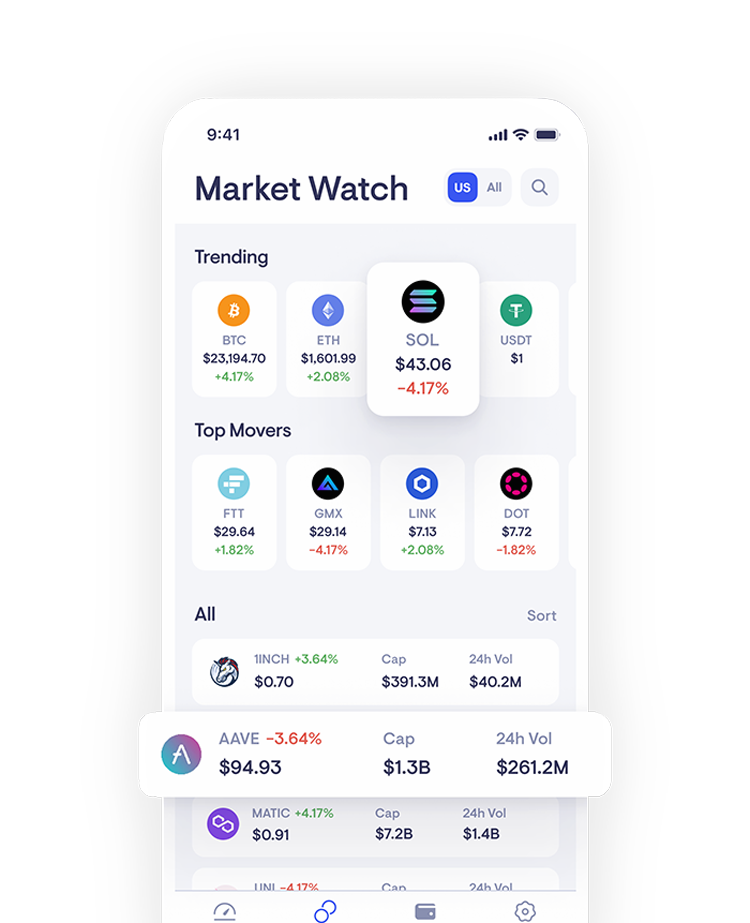 9:41
Market Watch
US All
Trending
BTC
$23,194.70
+4.17%
ETH
$1,601.99
+2.08%
SOL
$43.06
-4.17%
USDT
$1
Top Movers
FTT
$29.64
+1.82%
GMX
$29.14
-4.17%
LINK
$7.13
+2.08%
DOT
$7.72
-1.82%
All Sort
1INCH +3.64% Cap 24h Vol
$0.70 $391.3M $40.2M
AAVE -3.64% Cap 24h Vol
$94.93 $1.3B $261.2M
MATIC +4.17% Cap 24h Vol
$0.91 $7.2B $1.4B
UNI -4.17% Cap 24h Vol